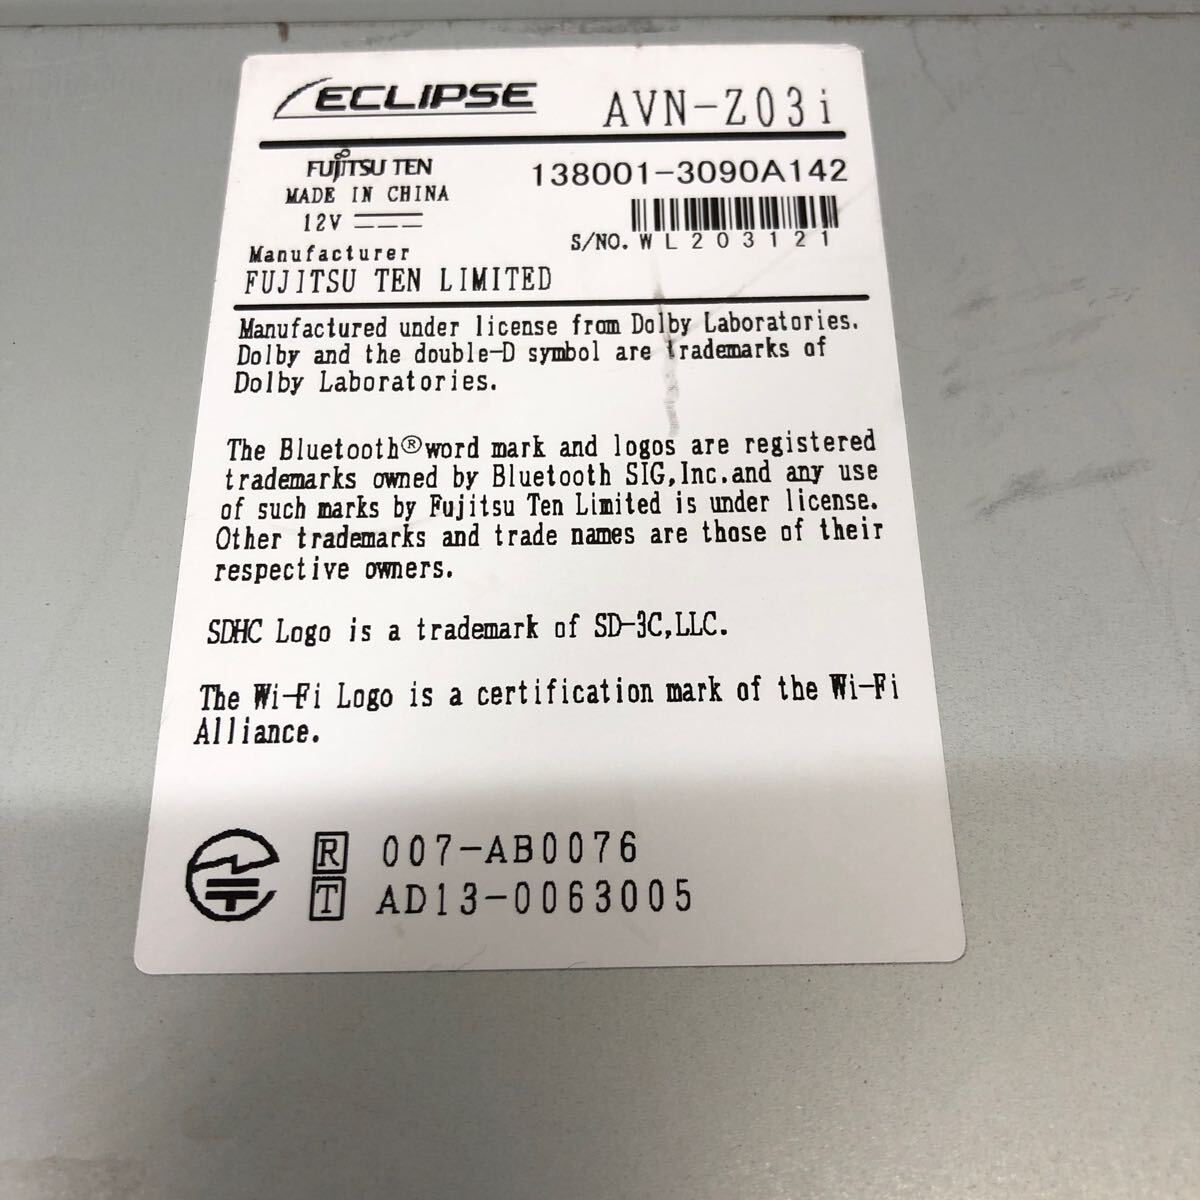 ECLIPSE AVN-Z03i
FUJITSU TEN
138001-3090A142
MADE IN CHINA
12V
S/NO. WL203121
Manufacturer
FUJITSU TEN LIMITED
Manufactured under license from Dolby Laboratories.
Dolby and the double-D symbol are trademarks of
Dolby Laboratories.
The Bluetooth® word mark and logos are registered
trademarks owned by Bluetooth SIG,Inc.and any use
of such marks by Fujitsu Ten Limited is under license.
Other trademarks and trade names are those of their
respective owners.
SDHC Logo is a trademark of SD-3C,LLC.
The Wi-Fi Logo is a certification mark of the Wi-Fi
Alliance.
R 007-AB0076
T AD13-0063005